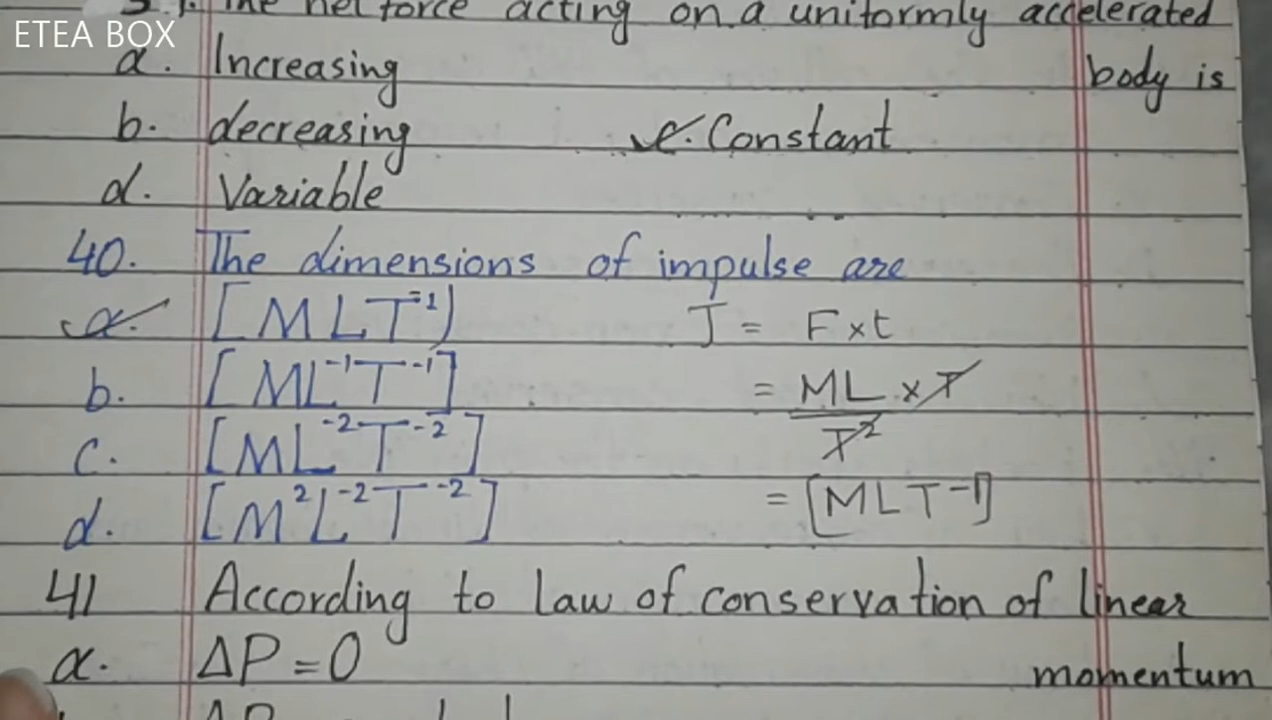 The net force acting on a uniformly accelerated
ETEA BOX
a. Increasing body is
b. decreasing c. Constant
d. Variable
40. The dimensions of impulse are
a. [MLT⁻¹] J = F×t
b. [ML⁻¹T⁻¹] = ML/T² × T
c. [ML⁻²T⁻²]
d. [M²L⁻²T⁻²] = [MLT⁻¹]
41 According to law of conservation of linear
a. ΔP = 0 momentum